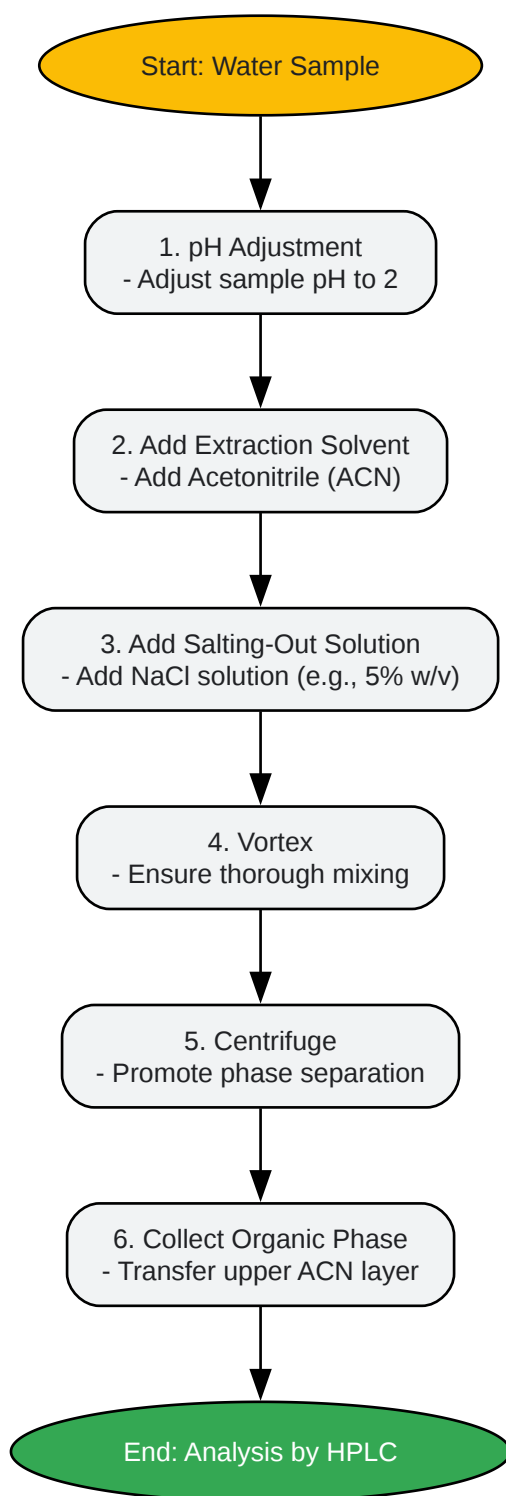 Start: Water Sample
1. pH Adjustment
- Adjust sample pH to 2
2. Add Extraction Solvent
- Add Acetonitrile (ACN)
3. Add Salting-Out Solution
- Add NaCl solution (e.g., 5% w/v)
4. Vortex
- Ensure thorough mixing
5. Centrifuge
- Promote phase separation
6. Collect Organic Phase
- Transfer upper ACN layer
End: Analysis by HPLC